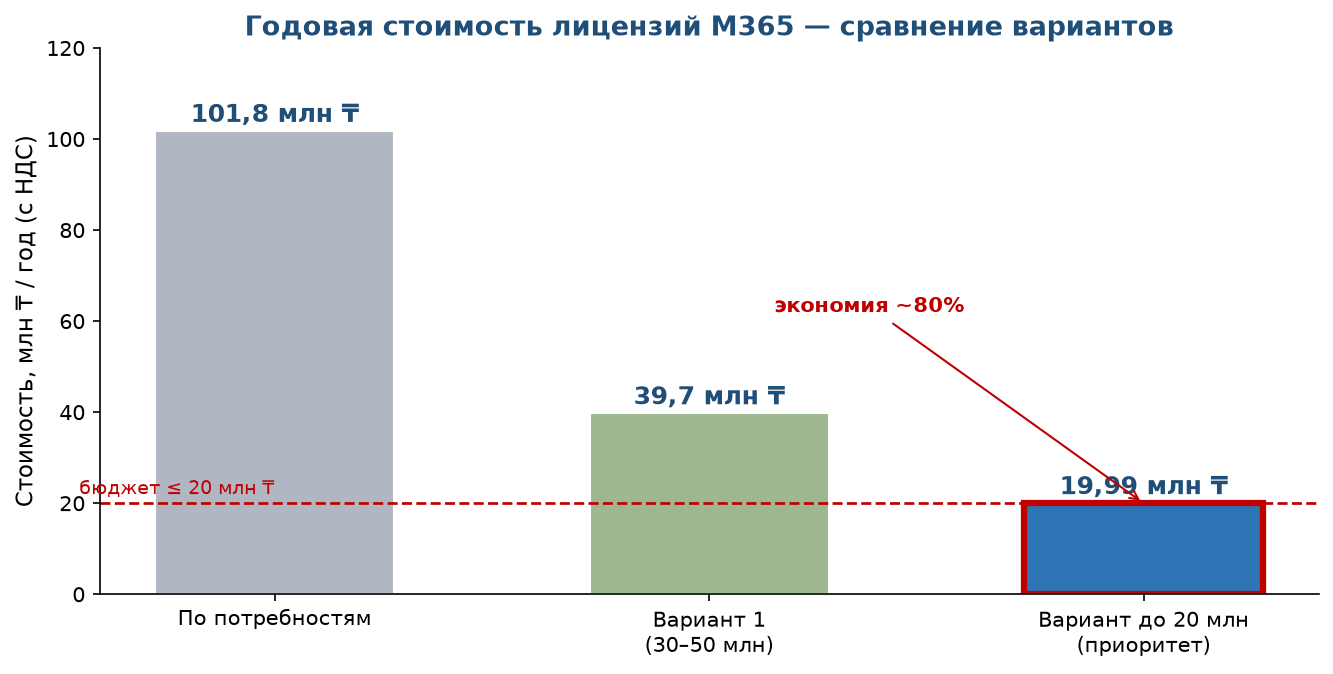 Годовая стоимость лицензий M365 — сравнение вариантов
Стоимость, млн ₸ / год (с НДС)
120
100
80
60
40
20
0
101,8 млн ₸
39,7 млн ₸
экономия ~80%
19,99 млн ₸
бюджет ≤ 20 млн ₸
По потребностям
Вариант 1
(30–50 млн)
Вариант до 20 млн
(приоритет)